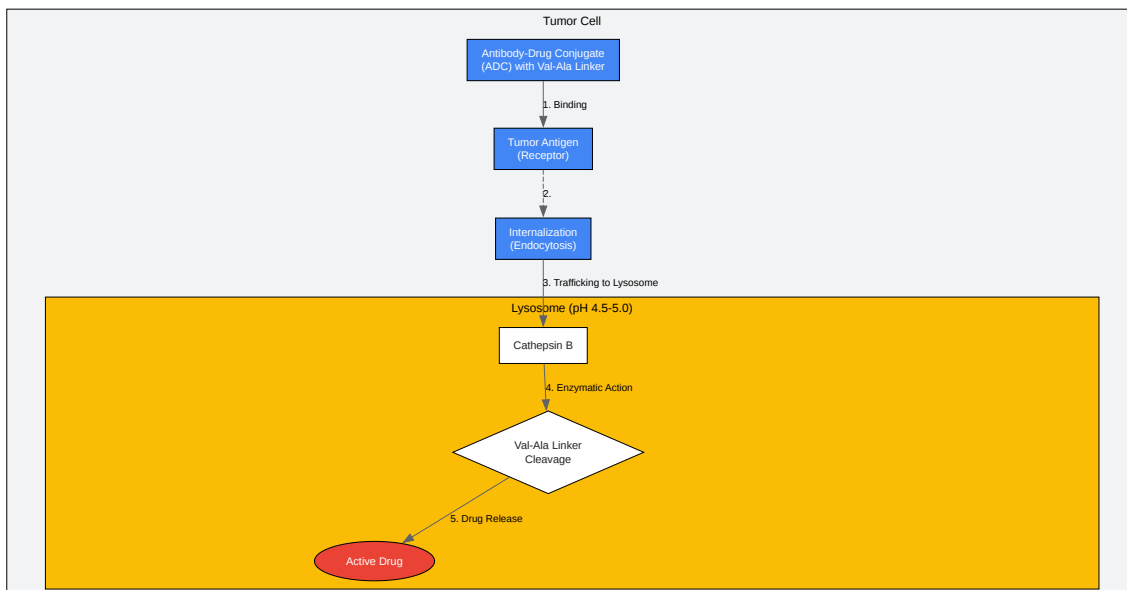 Tumor Cell
Antibody-Drug Conjugate
(ADC) with Val-Ala Linker
1. Binding
Tumor Antigen
(Receptor)
2.
Internalization
(Endocytosis)
3. Trafficking to Lysosome
Lysosome (pH 4.5-5.0)
Cathepsin B
4. Enzymatic Action
Val-Ala Linker
Cleavage
5. Drug Release
Active Drug